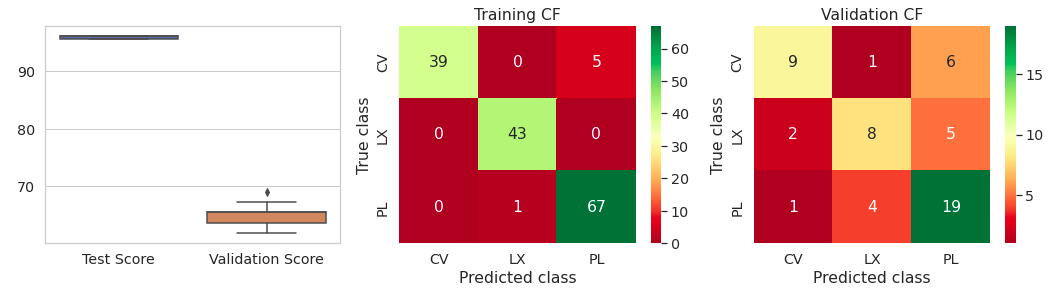 90
80
70
Test Score Validation Score
Training CF
True class
CV 39 0 5
LX 0 43 0
PL 0 1 67
CV LX PL
Predicted class
60
50
40
30
20
10
0
Validation CF
True class
CV 9 1 6
LX 2 8 5
PL 1 4 19
CV LX PL
Predicted class
15
10
5